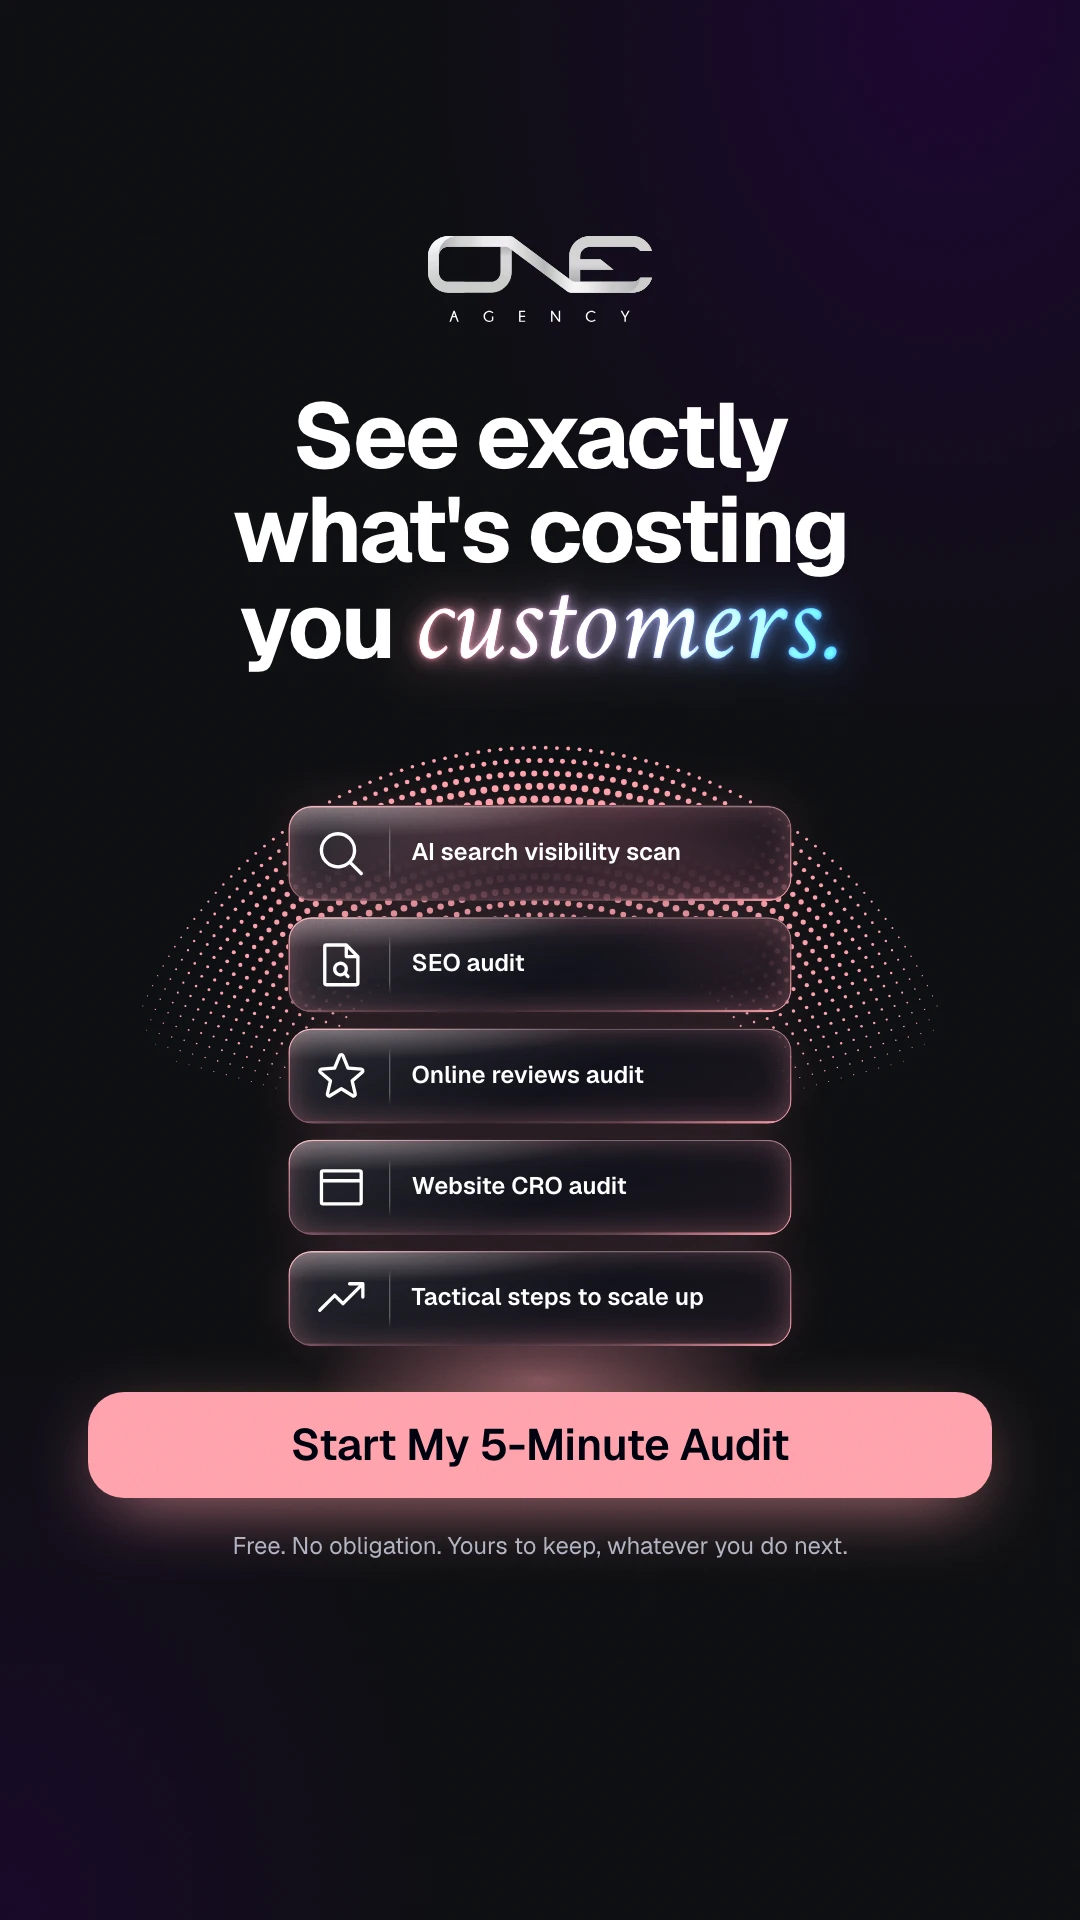 ONE
AGENCY
See exactly
what's costing
you customers.
AI search visibility scan
SEO audit
Online reviews audit
Website CRO audit
Tactical steps to scale up
Start My 5-Minute Audit
Free. No obligation. Yours to keep, whatever you do next.